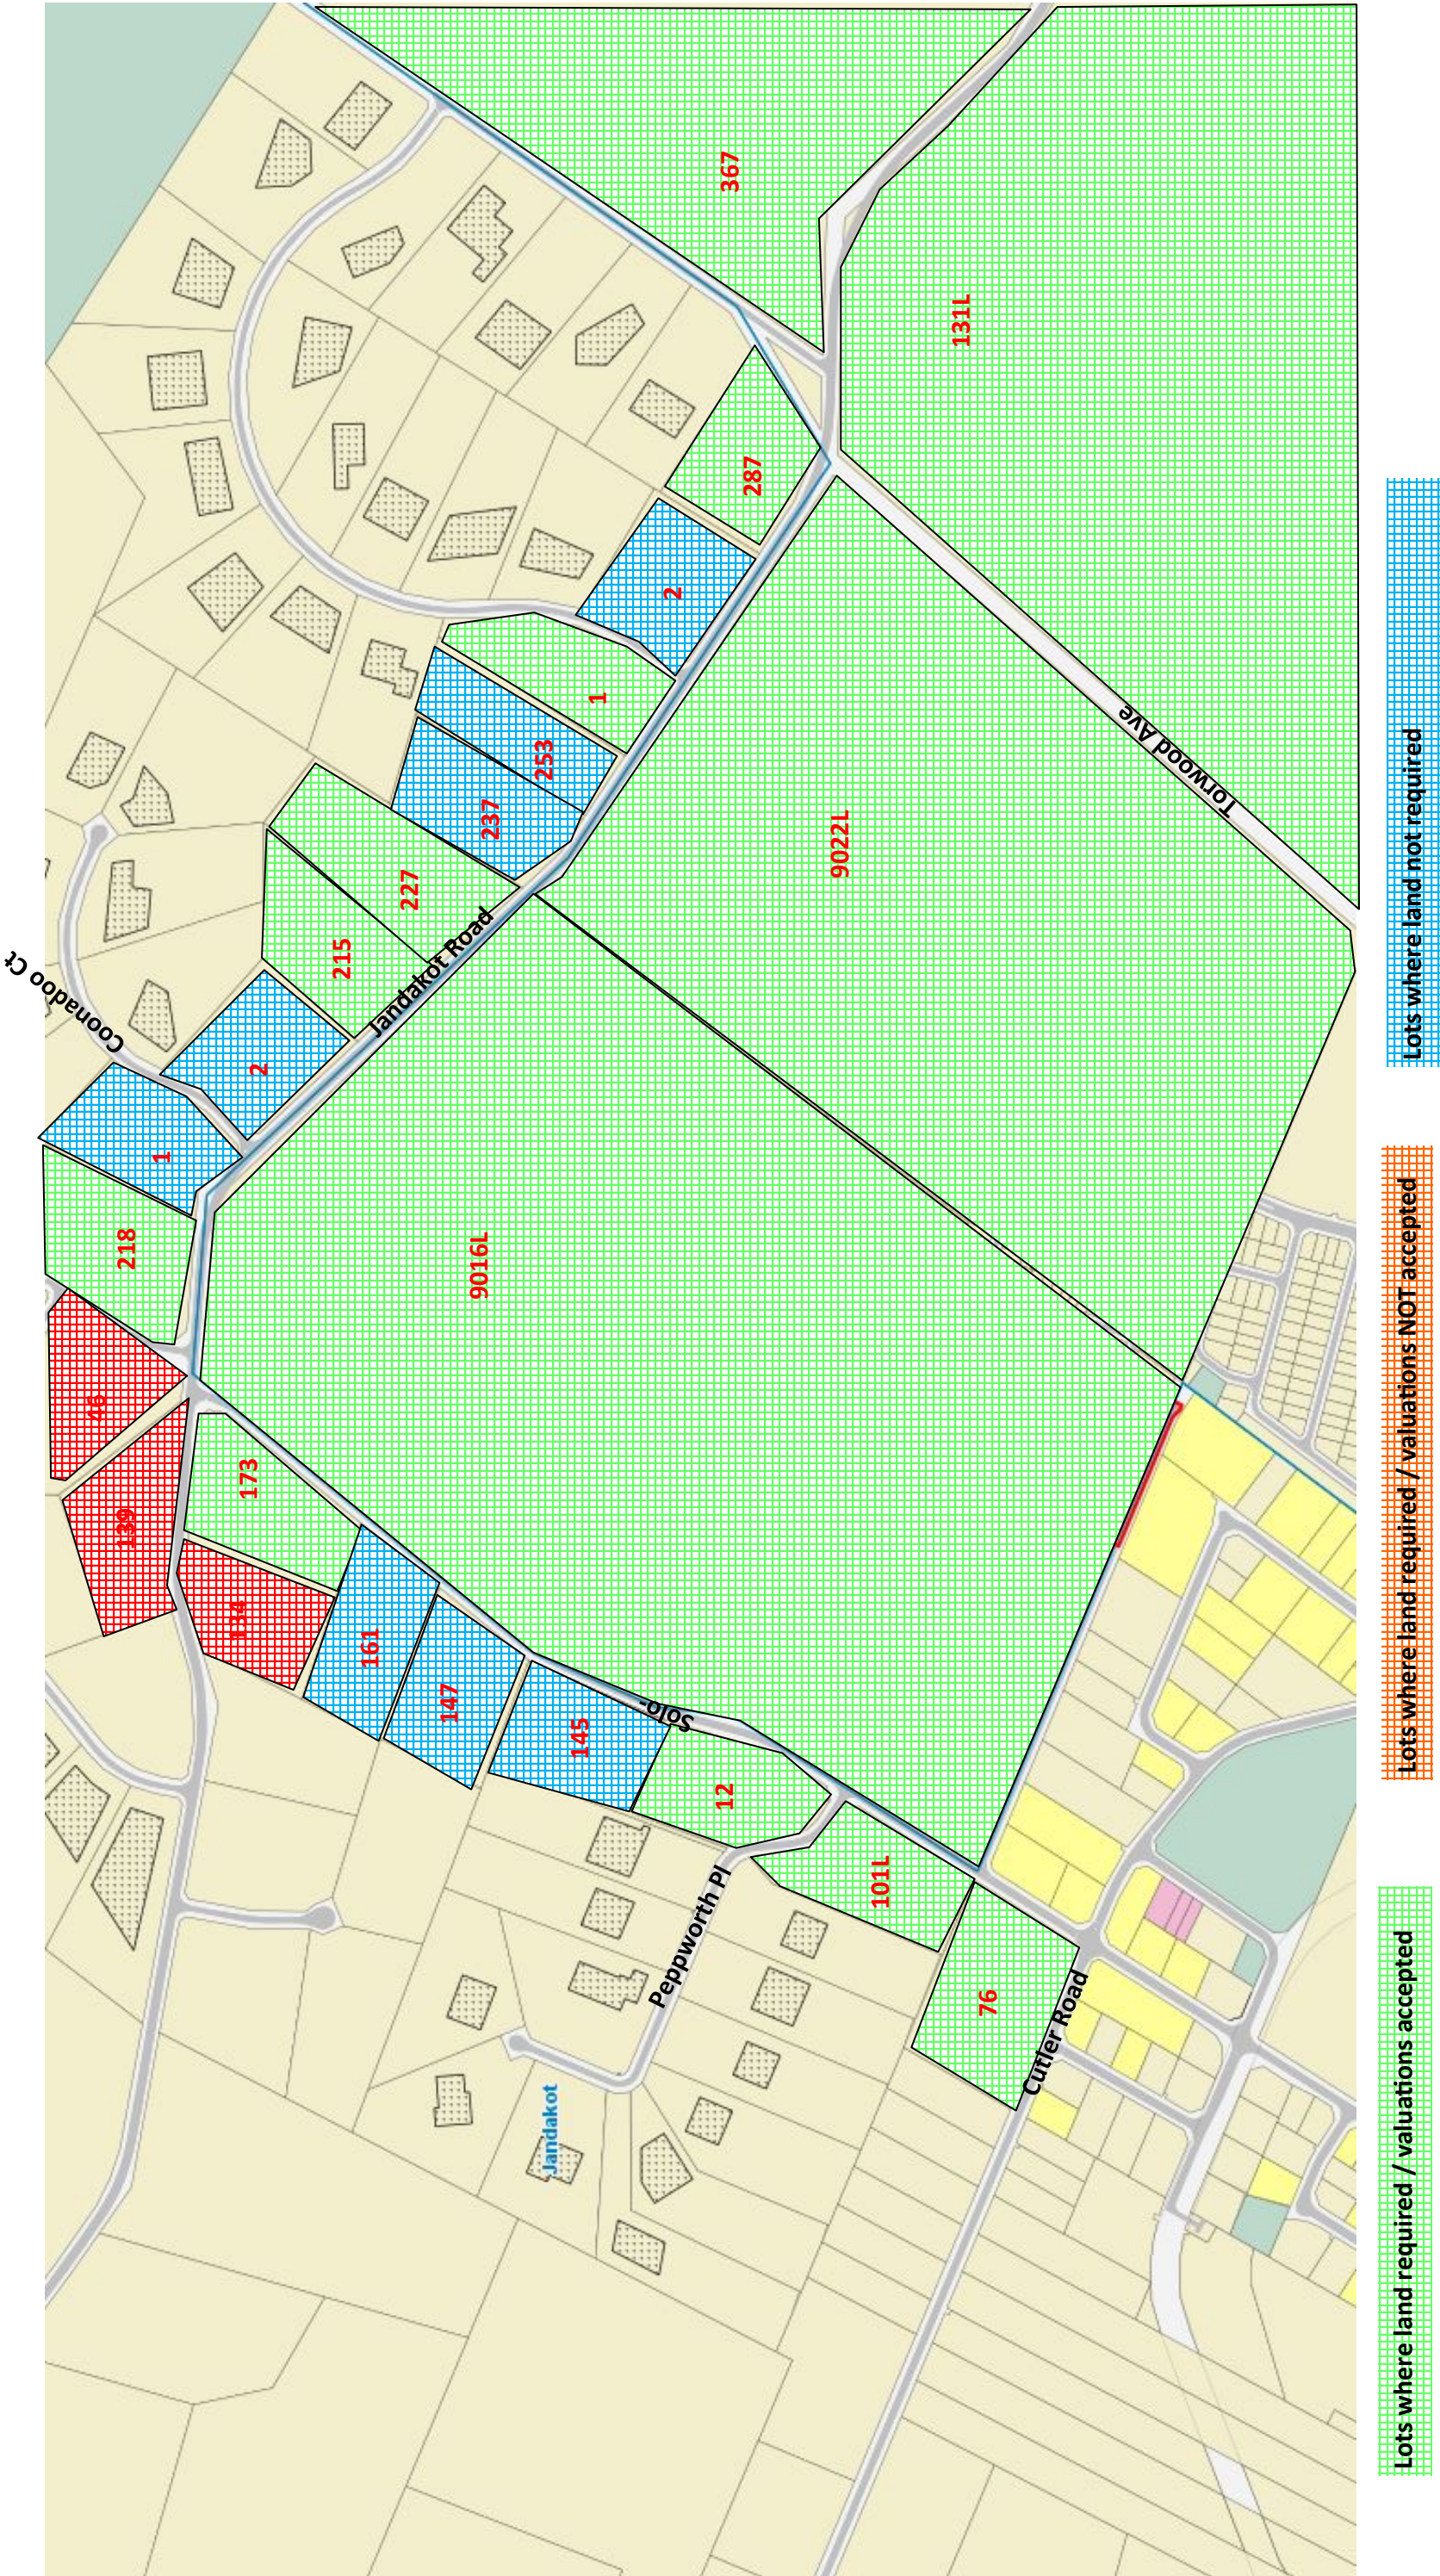 367
131L
287
2
1
253
237
9022L
Torwood Ave
227
215
Jandakot Road
Coonadoo Ct
2
1
218
9016L
46
139
173
134
161
147
145
Solo-
12
101L
Peppworth Pl
76
Cutler Road
Jandakot
Lots where land required / valuations accepted
Lots where land required / valuations NOT accepted
Lots where land not required